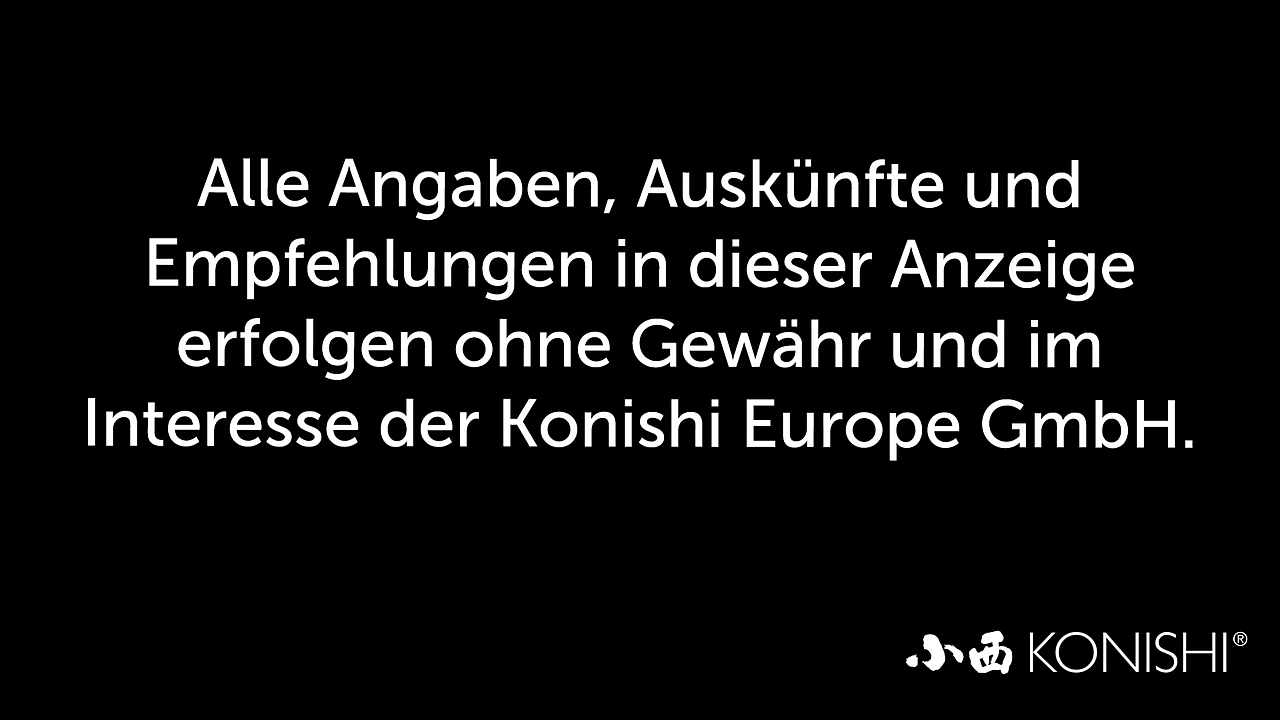 Alle Angaben, Auskünfte und
Empfehlungen in dieser Anzeige
erfolgen ohne Gewähr und im
Interesse der Konishi Europe GmbH.
小西 KONISHI®